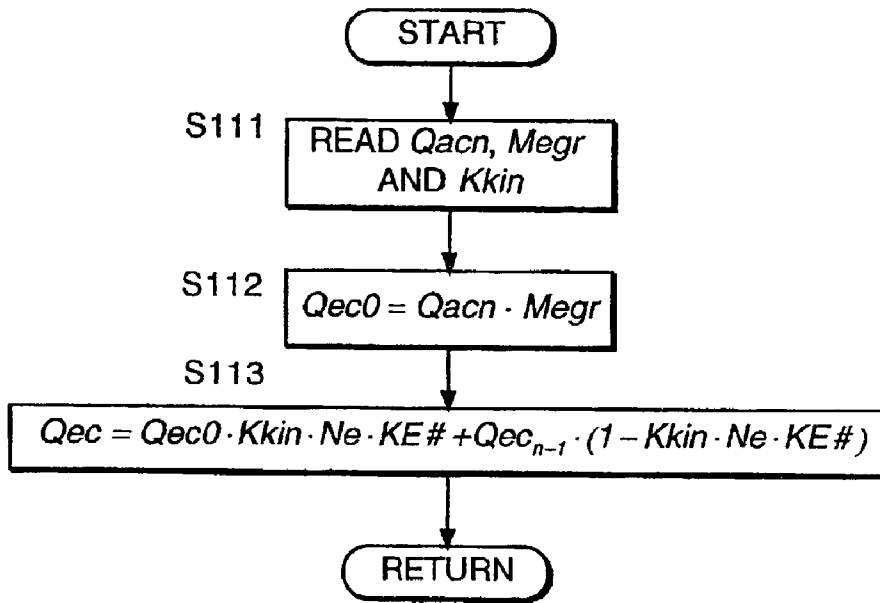 START
S111
READ Qacn, Megr
AND Kkin
S112
Qec0 = Qacn · Megr
S113
Qec = Qec0 · Kkin · Ne · KE# + Qec_{n-1} · (1 – Kkin · Ne · KE#)
RETURN